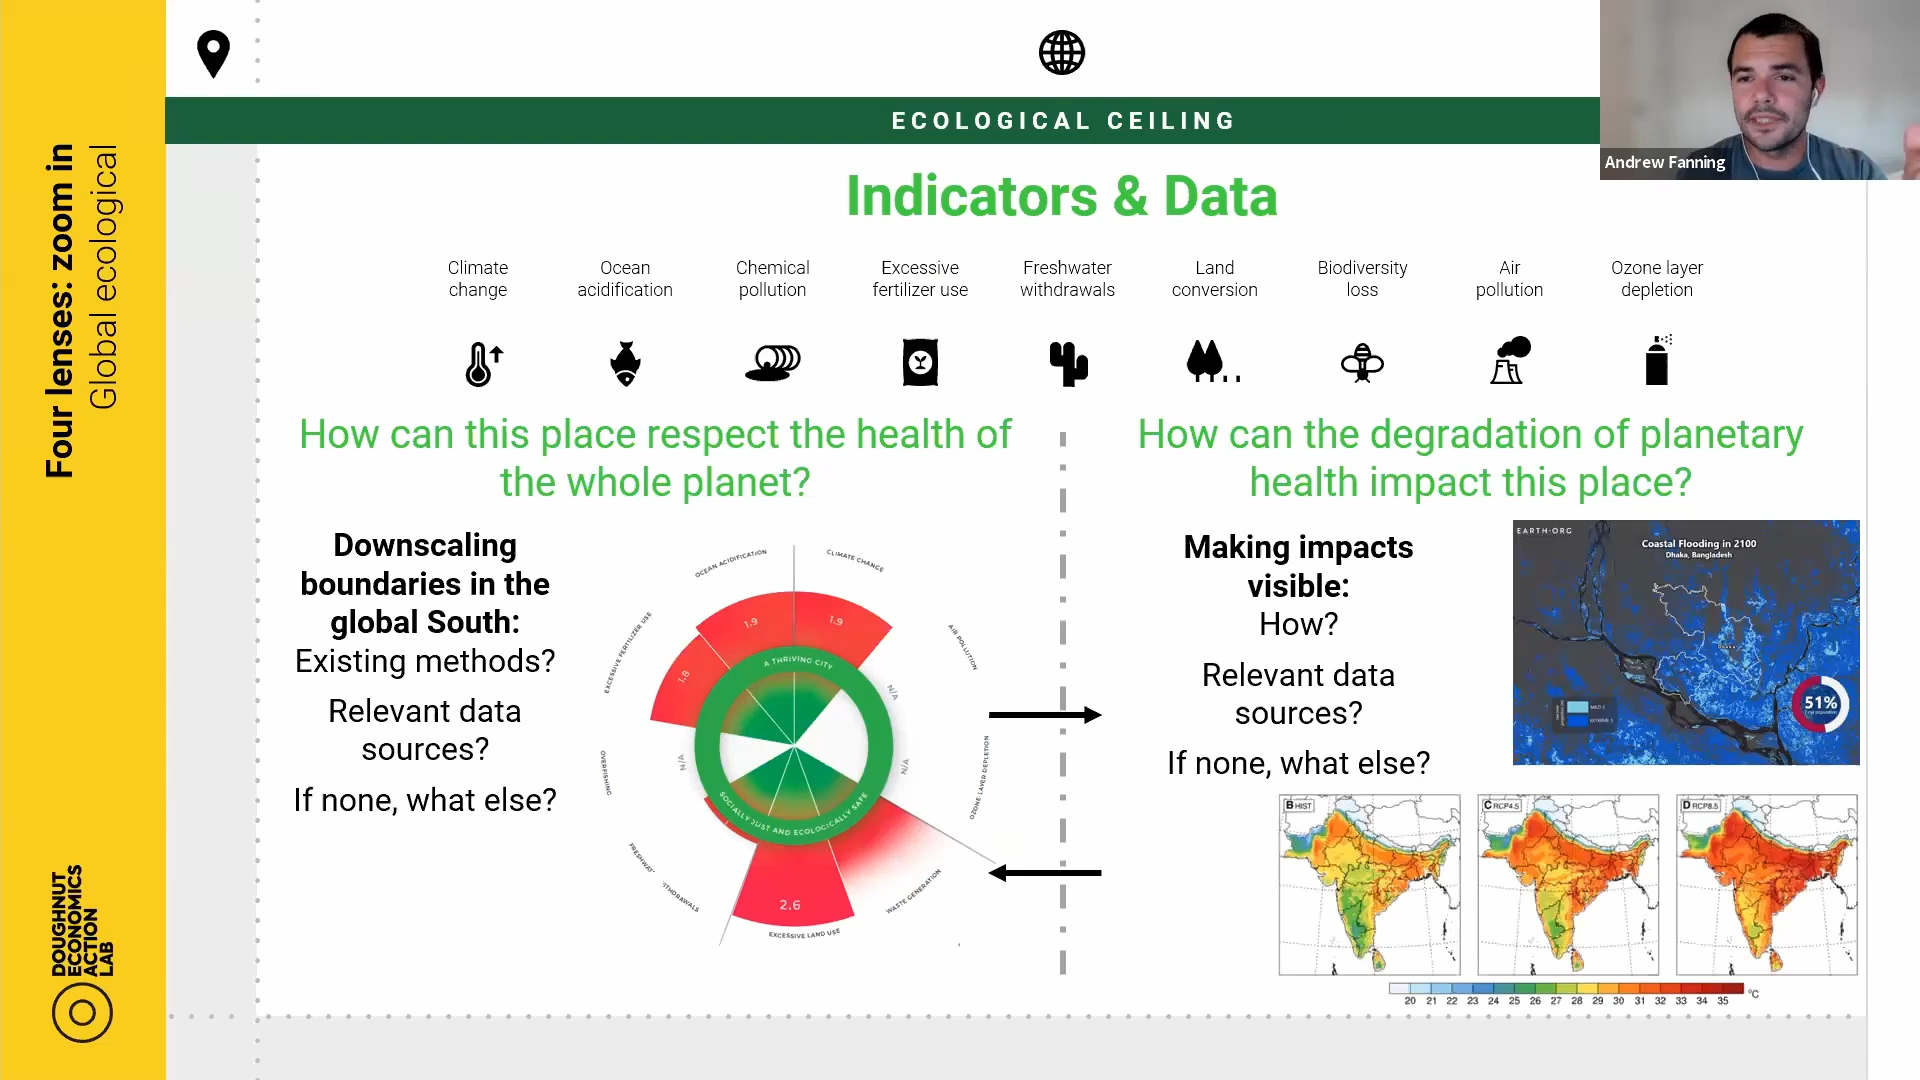 Four lenses: zoom in
Global ecological
DOUGHNUT
ECONOMICS
ACTION
LAB
ECOLOGICAL CEILING
Andrew Fanning
Indicators & Data
Climate
change
Ocean
acidification
Chemical
pollution
Excessive
fertilizer use
Freshwater
withdrawals
Land
conversion
Biodiversity
loss
Air
pollution
Ozone layer
depletion
How can this place respect the health of
the whole planet?
Downscaling
boundaries in the
global South:
Existing methods?
Relevant data
sources?
If none, what else?
OCEAN ACIDIFICATION
CLIMATE CHANGE
EXCESSIVE FERTILIZER USE
AIR POLLUTION
OVERFISHING
OZONE LAYER DEPLETION
WASTE GENERATION
EXCESSIVE LAND USE
1.9
1.9
1.8
N/A
N/A
N/A
2.6
A THRIVING CITY
SOCIALLY JUST AND ECOLOGICALLY SAFE
How can the degradation of planetary
health impact this place?
Making impacts
visible:
How?
Relevant data
sources?
If none, what else?
EARTH·ORG
Coastal Flooding in 2100
Dhaka, Bangladesh
51%
B HIST
C RCP4.5
D RCP8.5
20 21 22 23 24 25 26 27 28 29 30 31 32 33 34 35 °C